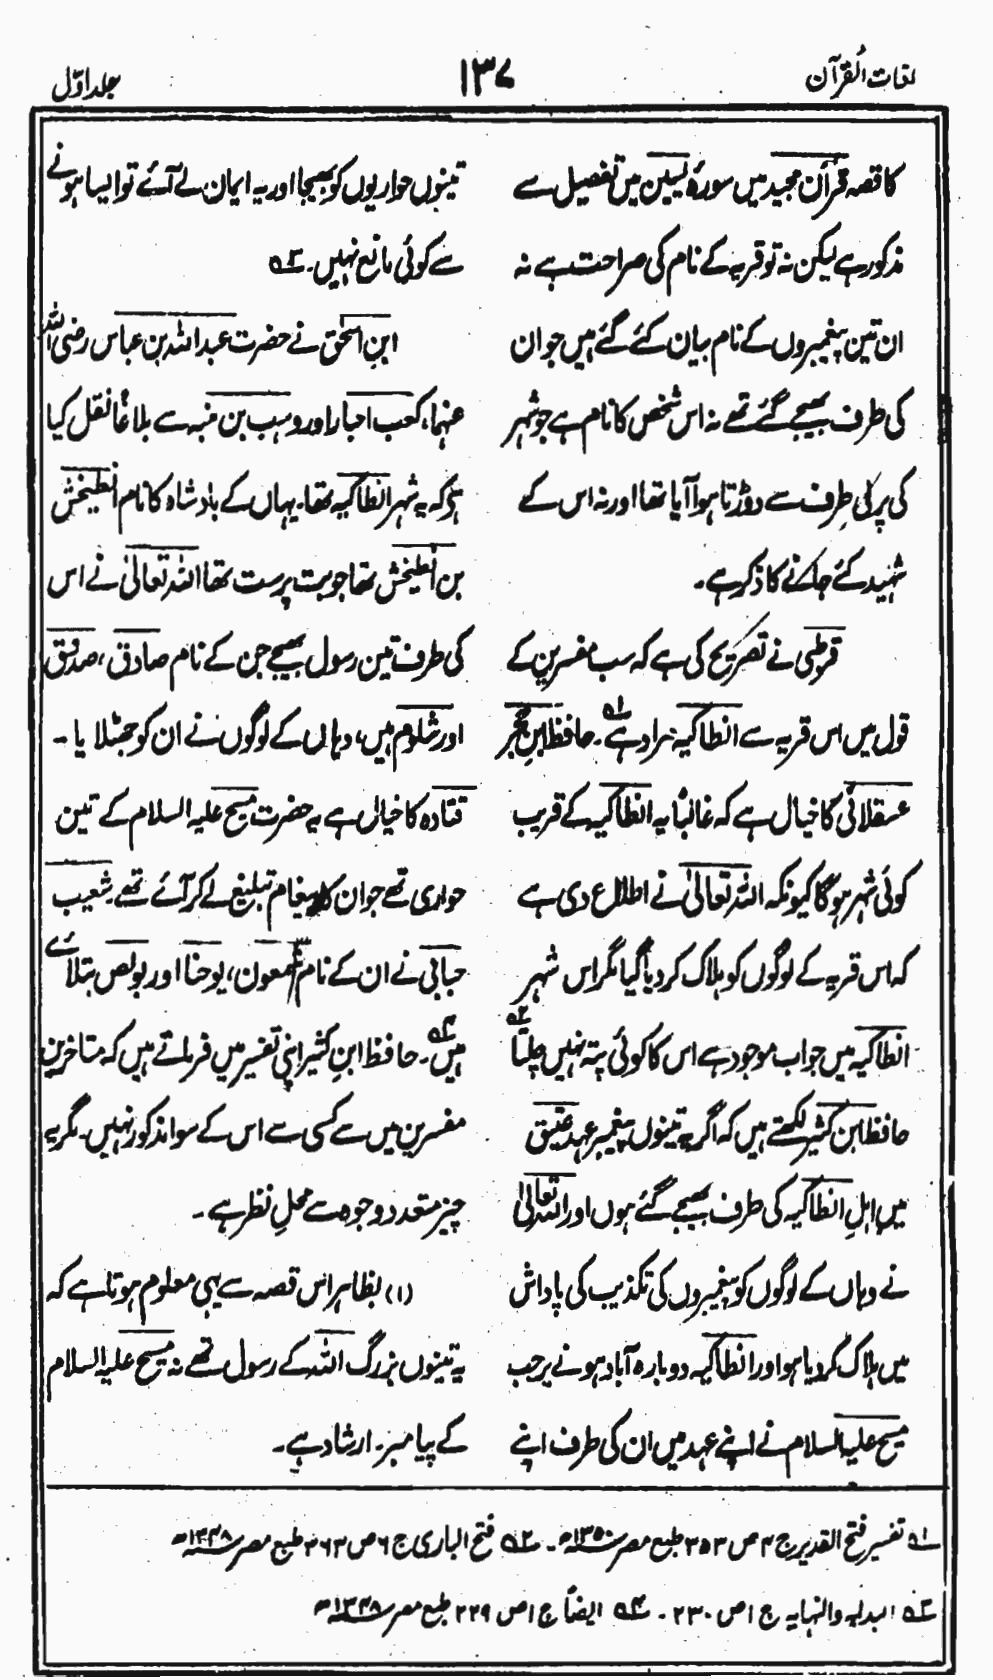 لغات القرآن
۱۳۷
جلد اوّل
کا قصہ قرآن مجید میں سورۂ یٰسین میں تفصیل سے
مذکور ہے لیکن نہ تو قریہ کے نام کی صراحت ہے نہ
ان تین پیغمبروں کے نام بیان کئے گئے ہیں جو ان
کی طرف بھیجے گئے تھے نہ اس شخص کا نام ہے جو شہر
کی پرلی طرف سے دوڑتا ہوا آیا تھا اور نہ اس کے
شہید کئے جانے کا ذکر ہے۔
قرطبی نے تصریح کی ہے کہ سب مفسرین کے
قول میں اس قریہ سے انطاکیہ مراد ہے۔ؔ۱ حافظ ابن حجر
عسقلانی کا خیال ہے کہ غالباً یہ انطاکیہ کے قریب
کوئی شہر ہوگا کیونکہ اللہ تعالیٰ نے اطلاع دی ہے
کہ اس قریہ کے لوگوں کو ہلاک کر دیا گیا مگر اس شہر
انطاکیہ میں جو اب موجود ہے اس کا کوئی پتہ نہیں چلتا ۲
حافظ ابن کثیر لکھتے ہیں کہ اگر یہ تینوں پیغمبر عہد عتیق
میں اہلِ انطاکیہ کی طرف بھیجے گئے ہوں اور اللہ تعالیٰ
نے وہاں کے لوگوں کو پیغمبروں کی تکذیب کی پاداش
میں ہلاک کر دیا ہو اور انطاکیہ دوبارہ آباد ہونے پر جب
مسیح علیہ السلام نے اپنے عہد میں ان کی طرف اپنے
تینوں حواریوں کو بھیجا اور یہ ایمان لے آئے تو ایسا ہونے
سے کوئی مانع نہیں۔ ۳
ابن اسحٰق نے حضرت عبد اللہ بن عباس رضی اللہ
عنہما، کعب احبار اور وہب بن منبہ سے بلاغاً نقل کیا
ہے کہ یہ شہر انطاکیہ تھا۔ یہاں کے بادشاہ کا نام انطیخش
بن انطیخش تھا جو بت پرست تھا اللہ تعالیٰ نے اس
کی طرف تین رسول بھیجے جن کے نام صادق، صدوق
اور شلوم ہیں، وہاں کے لوگوں نے ان کو جھٹلایا۔
قتادہ کا خیال ہے یہ حضرت مسیح علیہ السلام کے تین
حواری تھے جو ان کا پیغام تبلیغ لے کر آئے تھے۔ شعیب
جبائی نے ان کے نام شمعون، یوحنا اور بولص بتلائے
ہیں۔ ۴ حافظ ابن کثیر اپنی تفسیر میں فرماتے ہیں کہ متاخرین
مفسرین میں سے کسی سے اس کے سوا مذکور نہیں۔ مگر یہ
چیز متعدد وجوہ سے محلِ نظر ہے۔
(۱) بظاہر اس قصہ سے یہی معلوم ہوتا ہے کہ
یہ تینوں بزرگ اللہ کے رسول تھے نہ مسیح علیہ السلام
کے پیامبر۔ ارشاد ہے۔
۱ تفسیر فتح القدیر ج ۴ ص ۳۵۳ طبع مصر ۱۳۵۰ھ۔ ۲ فتح الباری ج ۶ ص ۳۶۳ طبع مصر ۱۳۴۸ھ
۳ البدایہ والنہایہ ج ۱ ص ۲۳۰۔ ۴ ایضاً ج ۱ ص ۲۲۹ طبع مصر ۱۳۴۸ھ